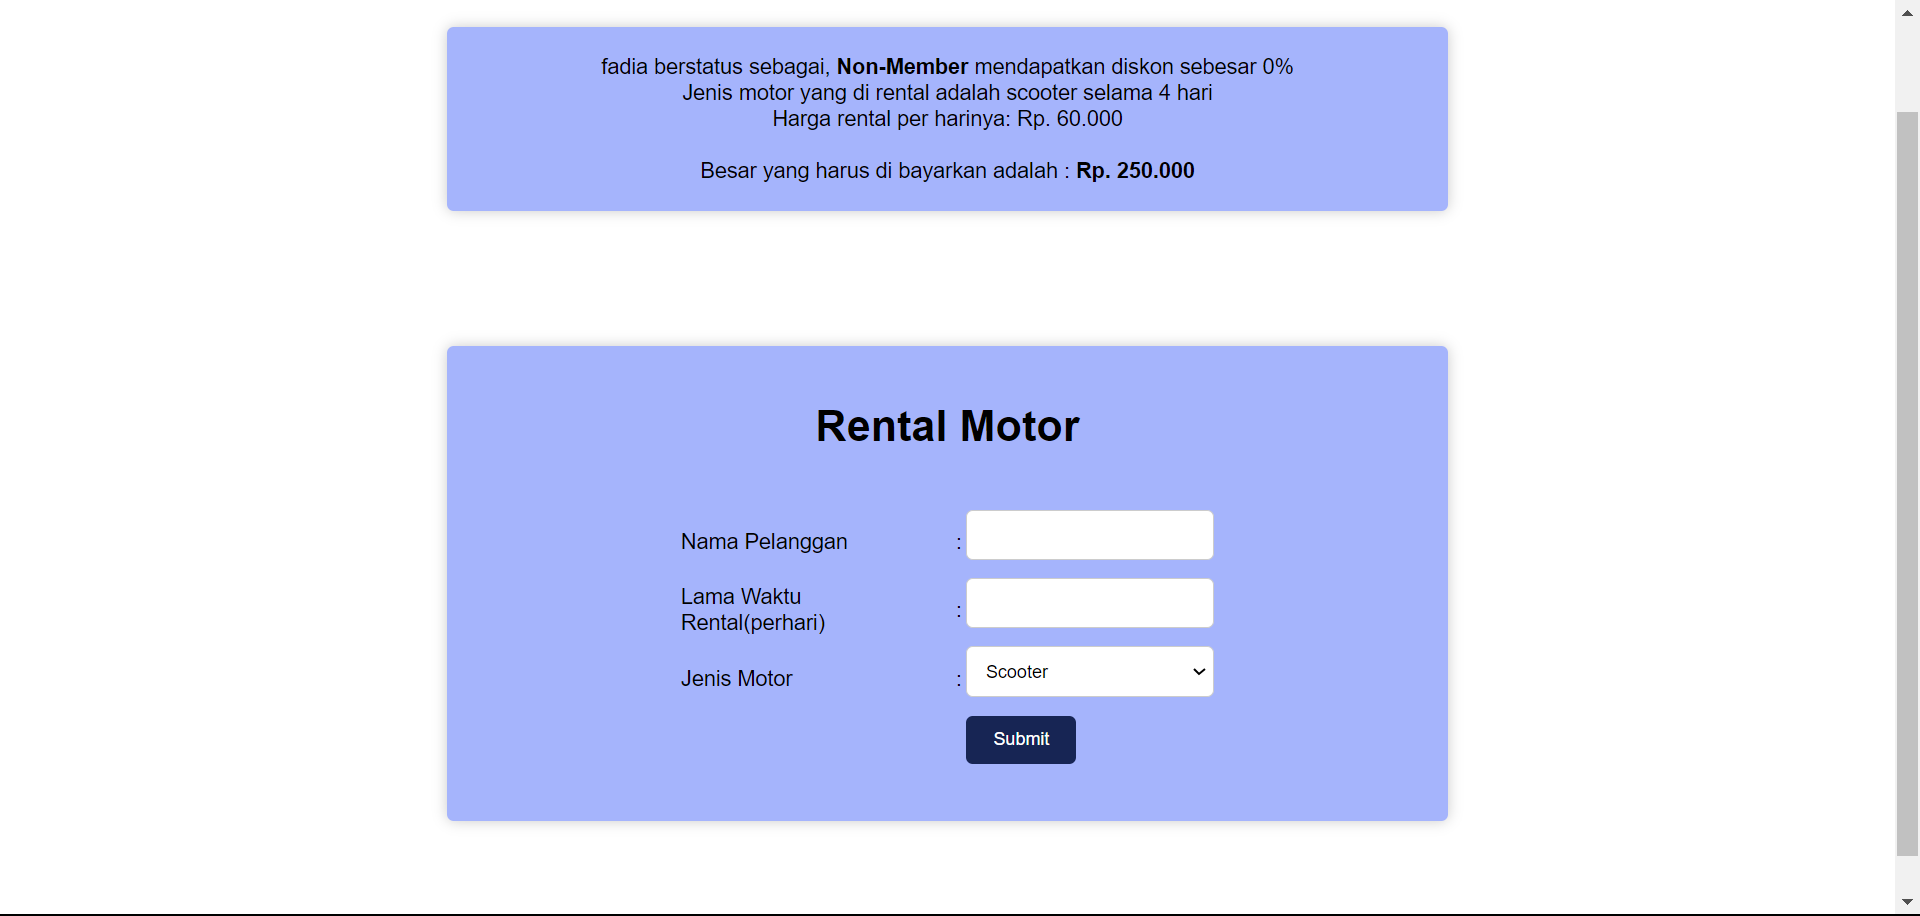 fadia berstatus sebagai, Non-Member mendapatkan diskon sebesar 0%
Jenis motor yang di rental adalah scooter selama 4 hari
Harga rental per harinya: Rp. 60.000
Besar yang harus di bayarkan adalah : Rp. 250.000
Rental Motor
Nama Pelanggan :
Lama Waktu
Rental(perhari) :
Jenis Motor : Scooter
Submit